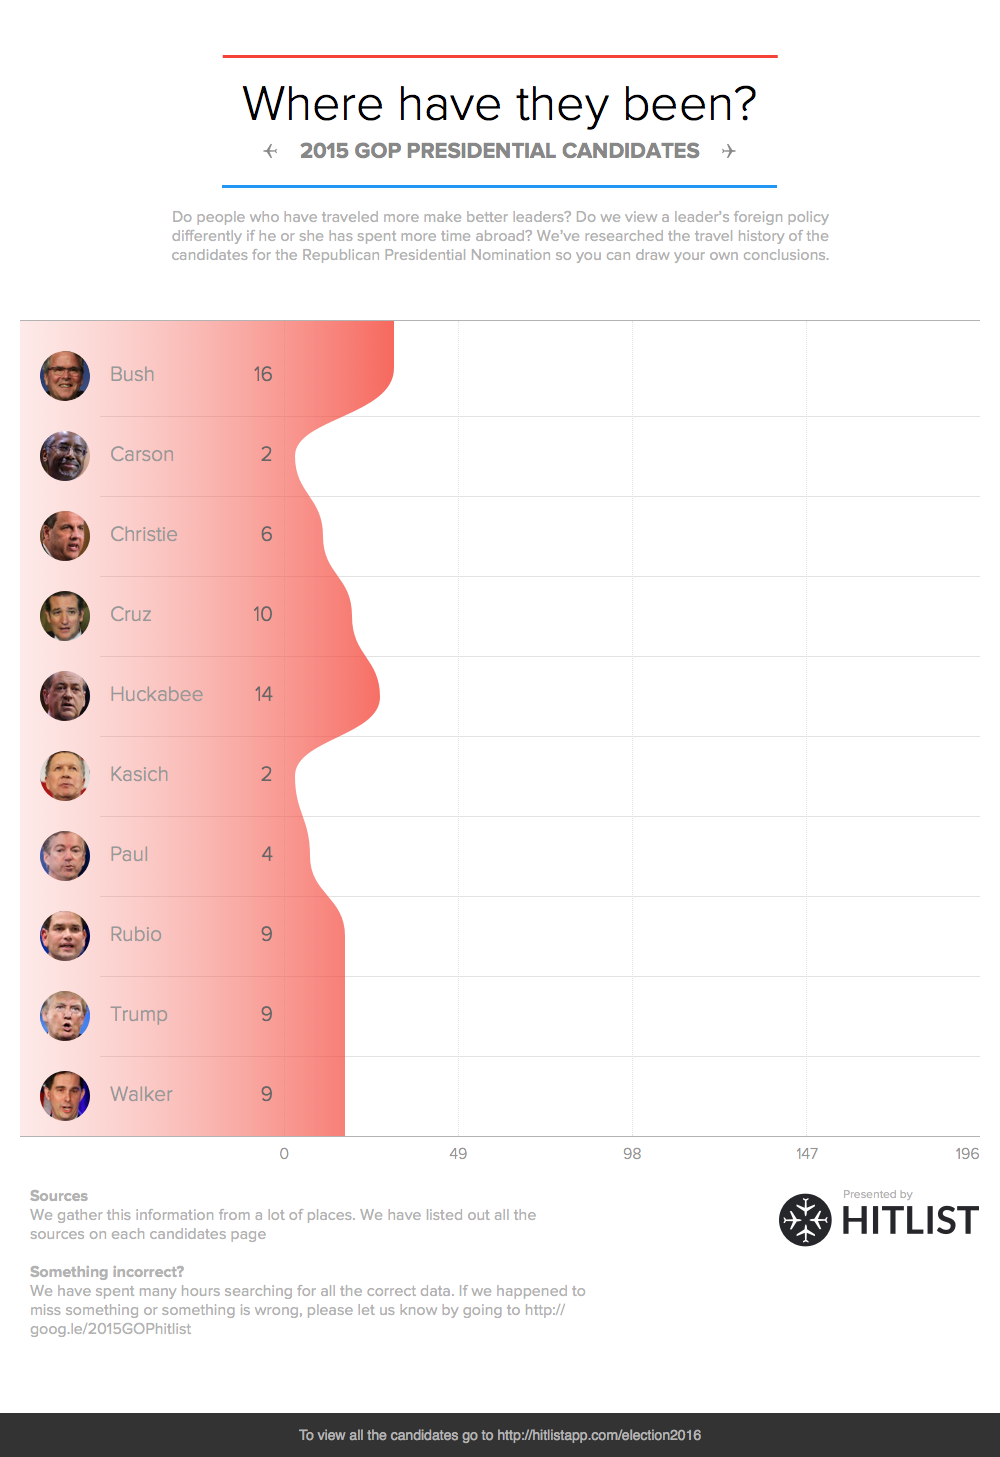 Where have they been?
2015 GOP PRESIDENTIAL CANDIDATES
Do people who have traveled more make better leaders? Do we view a leader's foreign policy
differently if he or she has spent more time abroad? We've researched the travel history of the
candidates for the Republican Presidential Nomination so you can draw your own conclusions.
Bush 16
Carson 2
Christie 6
Cruz 10
Huckabee 14
Kasich 2
Paul 4
Rubio 9
Trump 9
Walker 9
0 49 98 147 196
Sources
We gather this information from a lot of places. We have listed out all the
sources on each candidates page
Something incorrect?
We have spent many hours searching for all the correct data. If we happened to
miss something or something is wrong, please let us know by going to http://
goog.le/2015GOPhitlist
Presented by
HITLIST
To view all the candidates go to http://hitlistapp.com/election2016